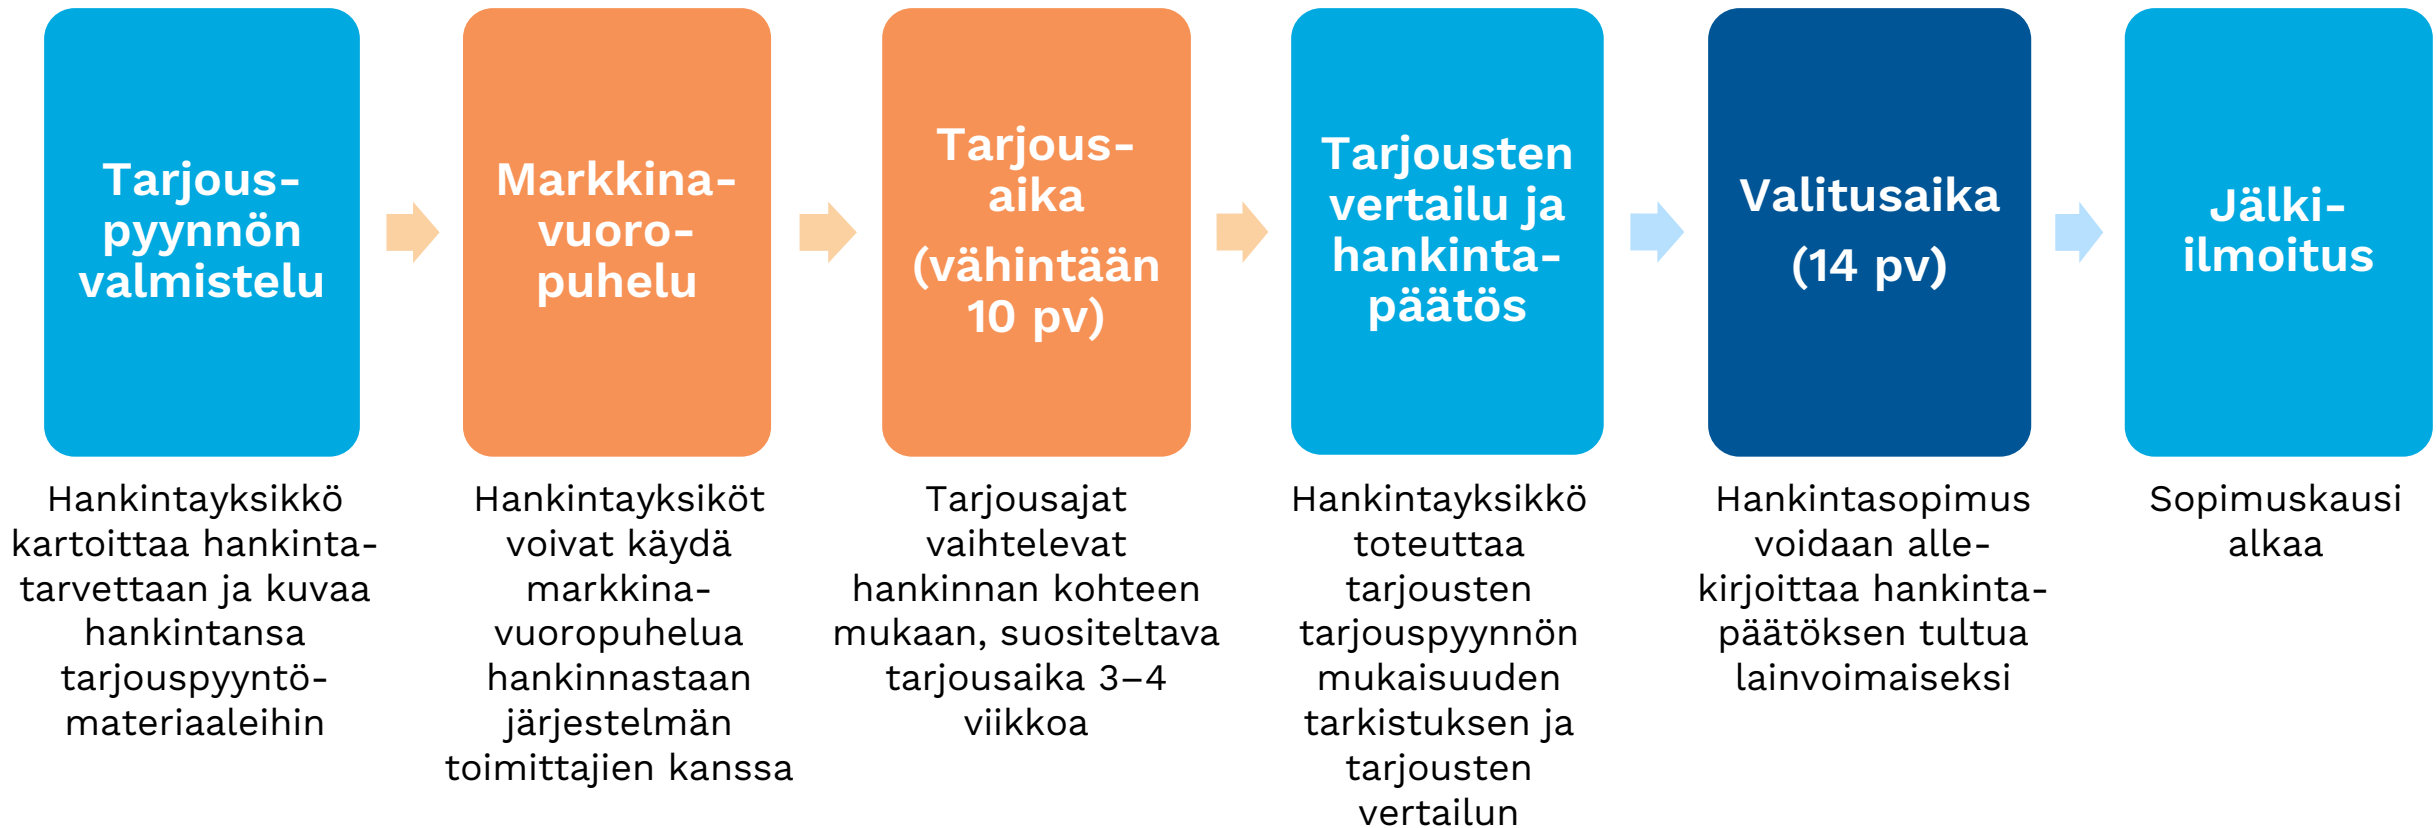 Tarjous-
pyynnön
valmistelu
Hankintayksikkö
kartoittaa hankinta-
tarvettaan ja kuvaa
hankintansa
tarjouspyyntö-
materiaaleihin
Markkina-
vuoro-
puhelu
Hankintayksiköt
voivat käydä
markkina-
vuoropuhelua
hankinnastaan
järjestelmän
toimittajien kanssa
Tarjous-
aika
(vähintään
10 pv)
Tarjousajat
vaihtelevat
hankinnan kohteen
mukaan, suositeltava
tarjousaika 3–4
viikkoa
Tarjousten
vertailu ja
hankinta-
päätös
Hankintayksikkö
toteuttaa
tarjousten
tarjouspyynnön
mukaisuuden
tarkistuksen ja
tarjousten
vertailun
Valitusaika
(14 pv)
Hankintasopimus
voidaan alle-
kirjoittaa hankinta-
päätöksen tultua
lainvoimaiseksi
Jälki-
ilmoitus
Sopimuskausi
alkaa